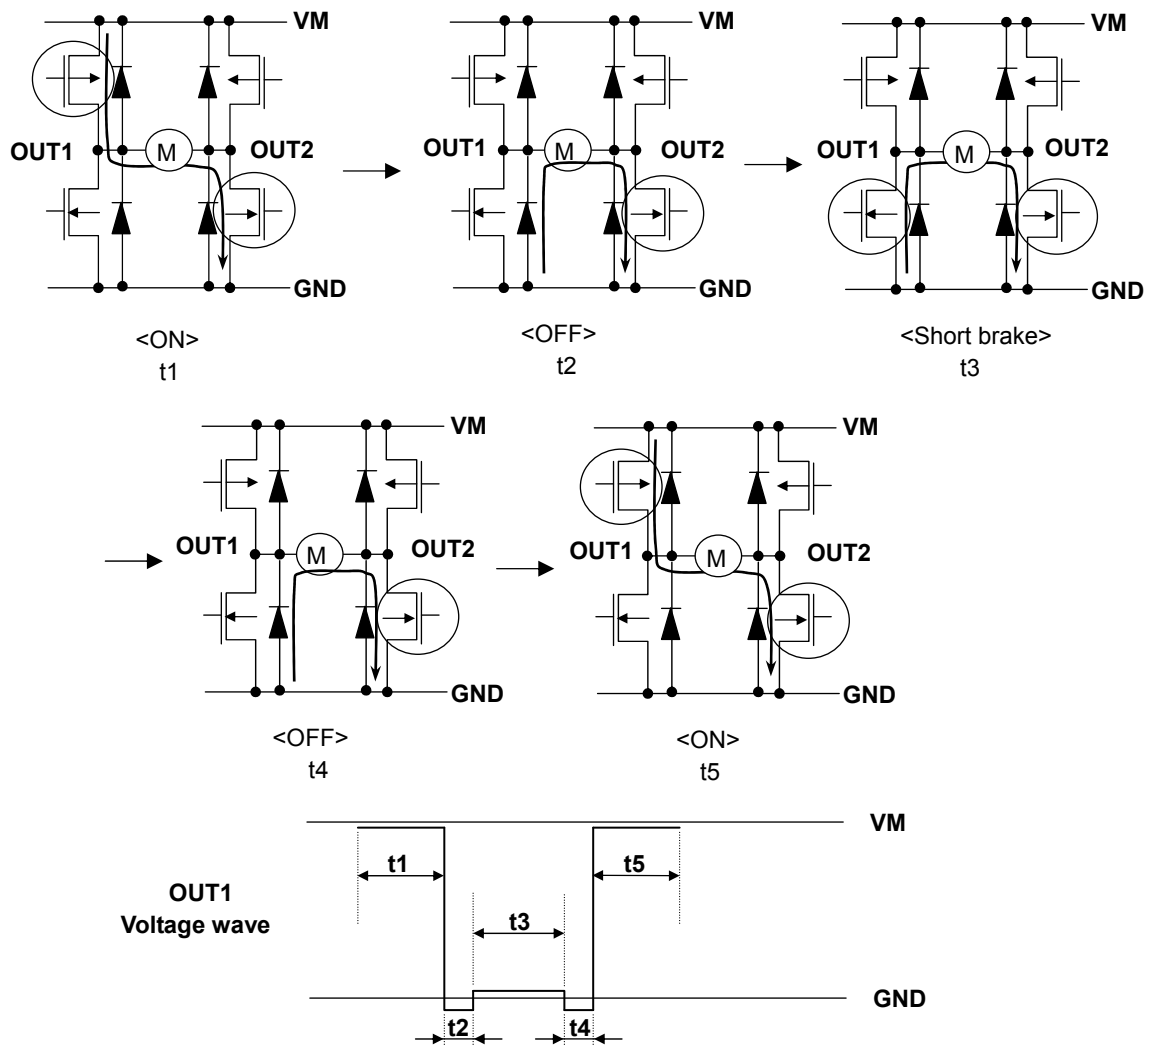 VM
OUT1
M
OUT2
GND
<ON>
t1
VM
OUT1
M
OUT2
GND
<OFF>
t2
VM
OUT1
M
OUT2
GND
<Short brake>
t3
VM
OUT1
M
OUT2
GND
<OFF>
t4
VM
OUT1
M
OUT2
GND
<ON>
t5
VM
t1
t5
OUT1
Voltage wave
t3
GND
t2
t4